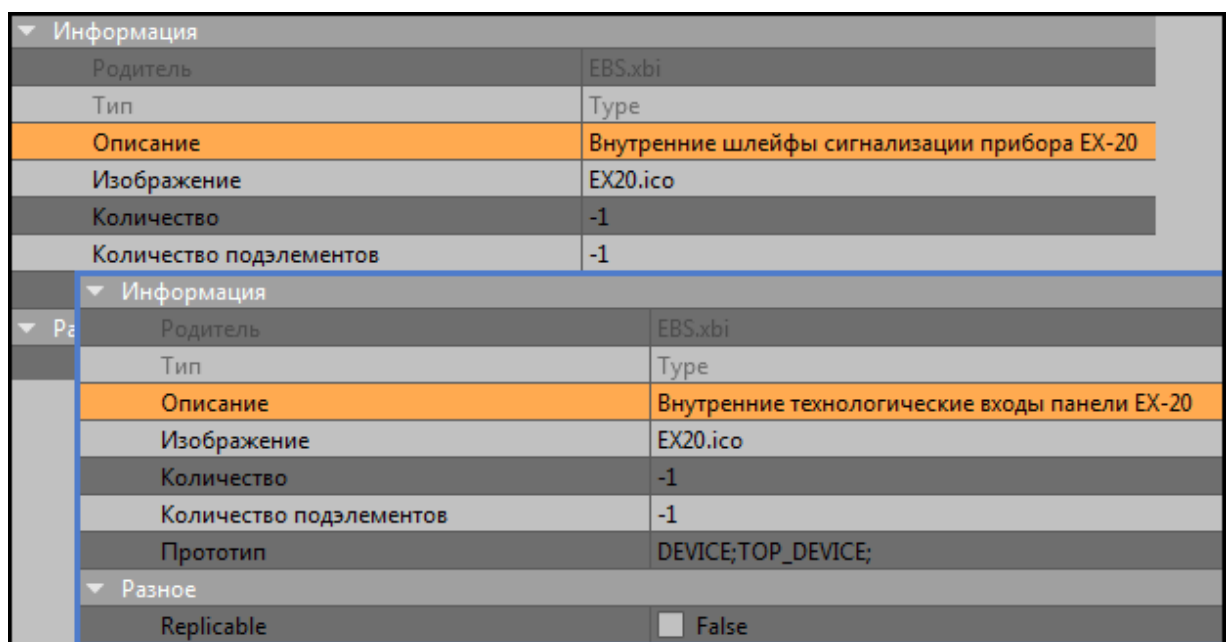 Информация
Родитель EBS.xbi
Тип Type
Описание Внутренние шлейфы сигнализации прибора EX-20
Изображение EX20.ico
Количество -1
Количество подэлементов -1
Информация
Ра
Родитель EBS.xbi
Тип Type
Описание Внутренние технологические входы панели EX-20
Изображение EX20.ico
Количество -1
Количество подэлементов -1
Прототип DEVICE;TOP_DEVICE;
Разное
Replicable False